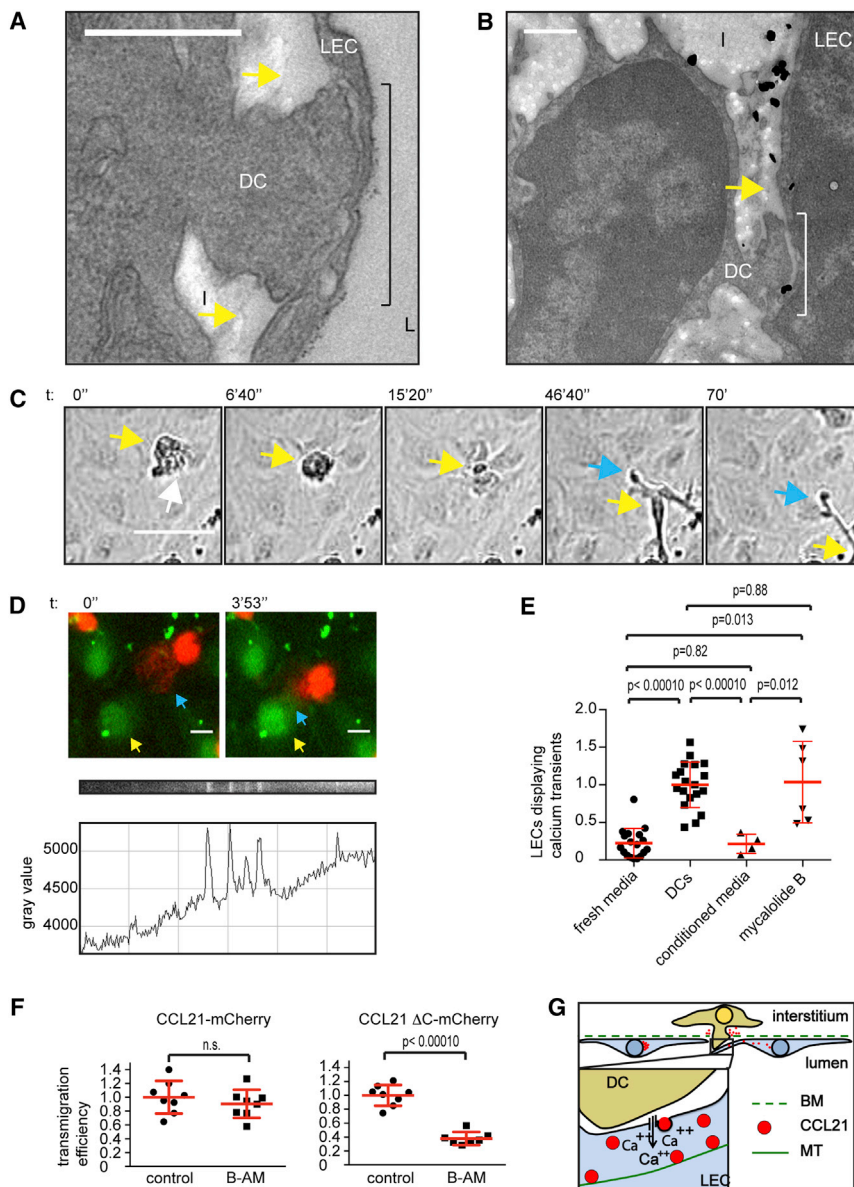 A
LEC
DC
I
L
B
I
LEC
DC
C
t: 0'' 6'40'' 15'20'' 46'40'' 70'
D
t: 0'' 3'53''
5000
4500
4000
gray value
E
p=0.88
p=0.013
p=0.82
p< 0.00010 p< 0.00010 p=0.012
2.0
1.5
1.0
0.5
0.0
LECs displaying
calcium transients
fresh media
DCs
conditioned media
mycalolide B
F
CCL21-mCherry
n.s.
1.4
1.2
1.0
0.8
0.6
0.4
0.2
0
transmigration
efficiency
control B-AM
CCL21 ΔC-mCherry
p< 0.00010
1.4
1.2
1.0
0.8
0.6
0.4
0.2
0
control B-AM
G
interstitium
lumen
DC
BM
CCL21
MT
Ca++
Ca++
Ca++
LEC